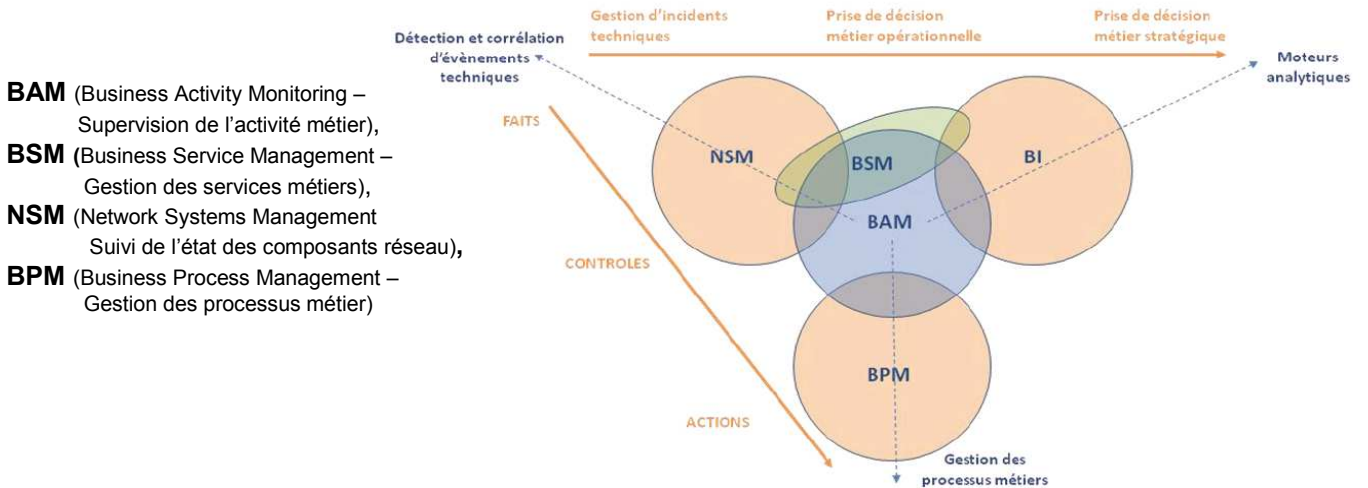 BAM (Business Activity Monitoring –
Supervision de l'activité métier),
BSM (Business Service Management –
Gestion des services métiers),
NSM (Network Systems Management
Suivi de l'état des composants réseau),
BPM (Business Process Management –
Gestion des processus métier)
Gestion d'incidents
techniques
Prise de décision
métier opérationnelle
Prise de décision
métier stratégique
Détection et corrélation
d'évènements
techniques
Moteurs
analytiques
FAITS
CONTROLES
ACTIONS
NSM
BSM
BI
BAM
BPM
Gestion des
processus métiers